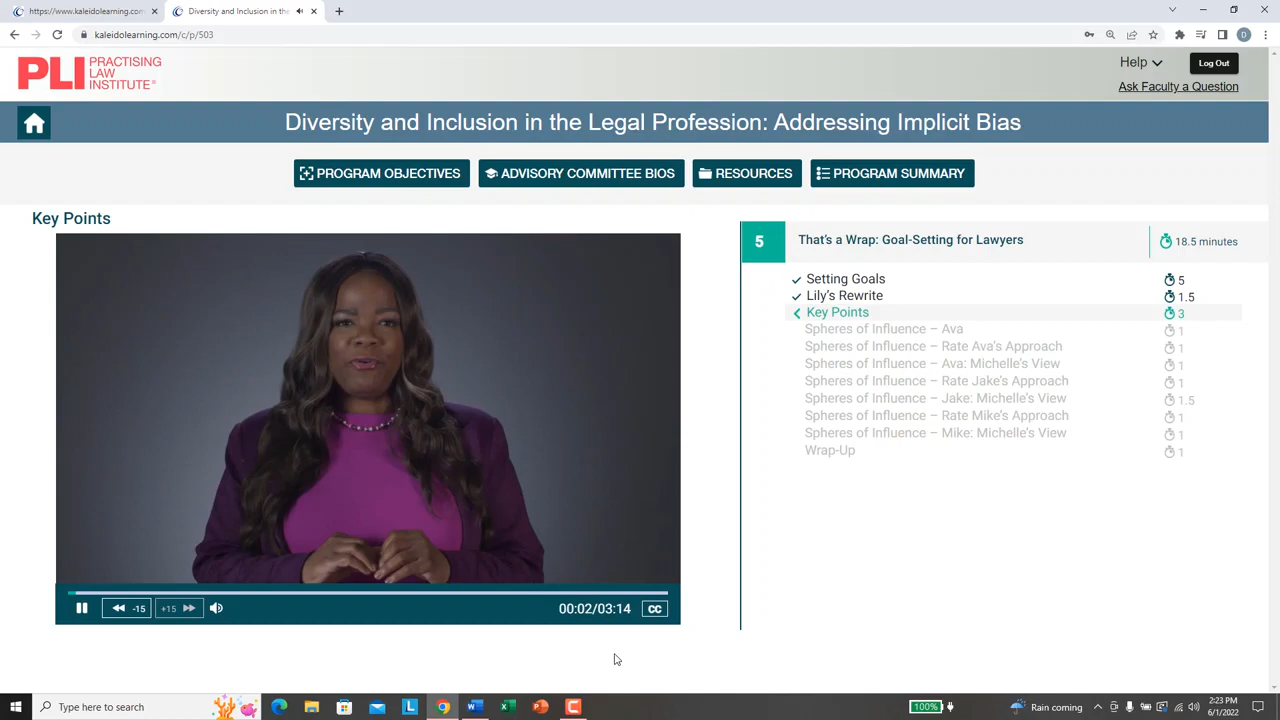 https://www.kaleidolearning.com/
Diversity and Inclusion in the
kaleidolearning.com/c/p/503
D
PLI PRACTISING
LAW
INSTITUTE®
Help
Log Out
Ask Faculty a Question
Diversity and Inclusion in the Legal Profession: Addressing Implicit Bias
PROGRAM OBJECTIVES
ADVISORY COMMITTEE BIOS
RESOURCES
PROGRAM SUMMARY
Key Points
5
That's a Wrap: Goal-Setting for Lawyers
18.5 minutes
Setting Goals 5
Lily's Rewrite 1.5
Key Points 3
Spheres of Influence – Ava 1
Spheres of Influence – Rate Ava's Approach 1
Spheres of Influence – Ava: Michelle's View 1
Spheres of Influence – Rate Jake's Approach 1
Spheres of Influence – Jake: Michelle's View 1.5
Spheres of Influence – Rate Mike's Approach 1
Spheres of Influence – Mike: Michelle's View 1
Wrap-Up 1
-15
+15
00:02/03:14
CC
Type here to search
L
100%
Rain coming
2:23 PM
6/1/2022